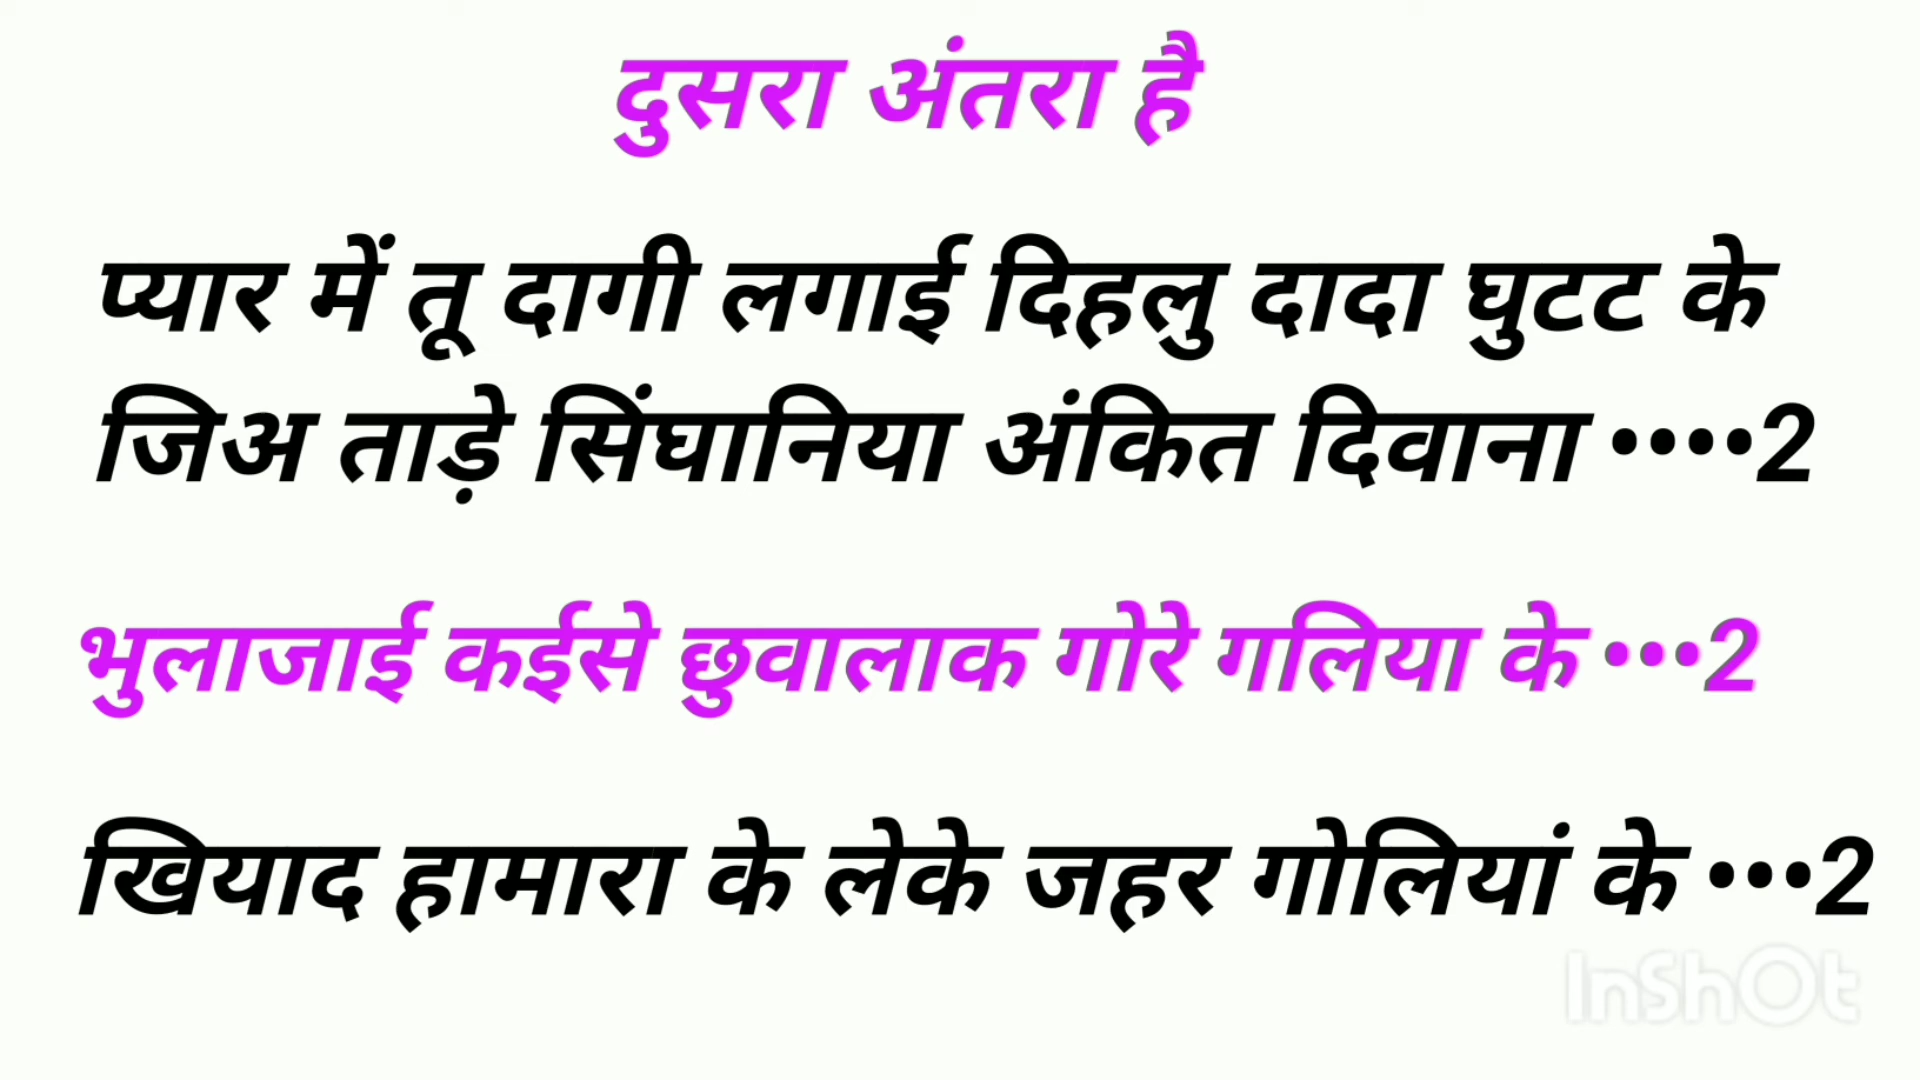 दुसरा अंतरा है
प्यार में तू दागी लगाई दिहलु दादा घुटट के
जिअ ताड़े सिंघानिया अंकित दिवाना ••••2
भुलाजाई कईसे छुवालाक गोरे गलिया के •••2
खियाद हामारा के लेके जहर गोलियां के •••2
InShOt